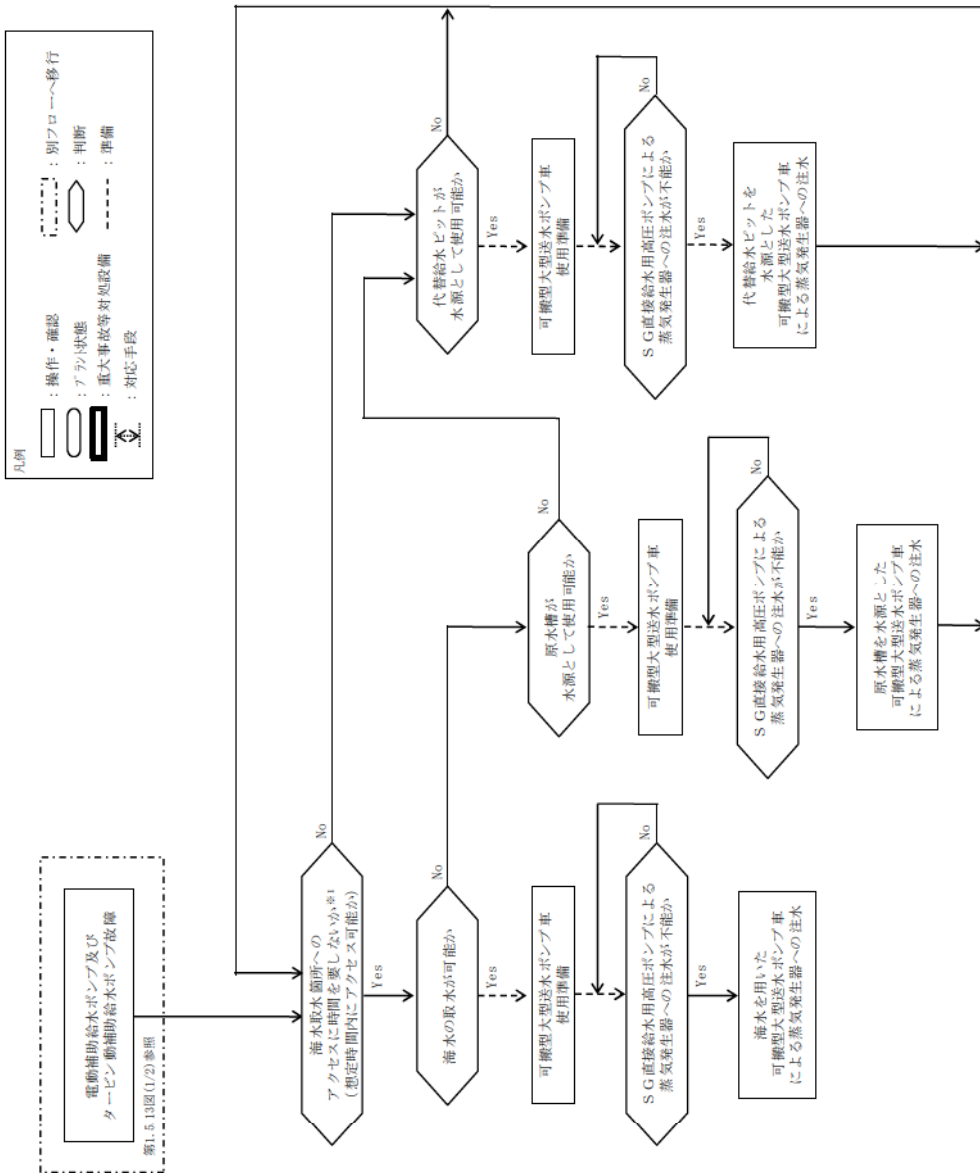 凡例
：操作・確認
：プラント状態
：重大事故等対処設備
：対応手段
：別フローへ移行
：判断
：準備
電動補助給水ポンプ及び
タービン動補助給水ポンプ故障
第1.5.13図(1/2)参照
海水取水箇所への
アクセスに時間を要しないか※1
(想定時間内にアクセス可能か)
No
Yes
海水の取水が可能か
No
Yes
可搬型大型送水ポンプ車
使用準備
ＳＧ直接給水用高圧ポンプによる
蒸気発生器への注水が不能か
No
Yes
海水を用いた
可搬型大型送水ポンプ車
による蒸気発生器への注水
原水槽が
水源として使用可能か
No
Yes
可搬型大型送水ポンプ車
使用準備
ＳＧ直接給水用高圧ポンプによる
蒸気発生器への注水が不能か
No
Yes
原水槽を水源とした
可搬型大型送水ポンプ車
による蒸気発生器への注水
代替給水ピットが
水源として使用可能か
No
Yes
可搬型大型送水ポンプ車
使用準備
ＳＧ直接給水用高圧ポンプによる
蒸気発生器への注水が不能か
No
Yes
代替給水ピットを
水源とした
可搬型大型送水ポンプ車
による蒸気発生器への注水